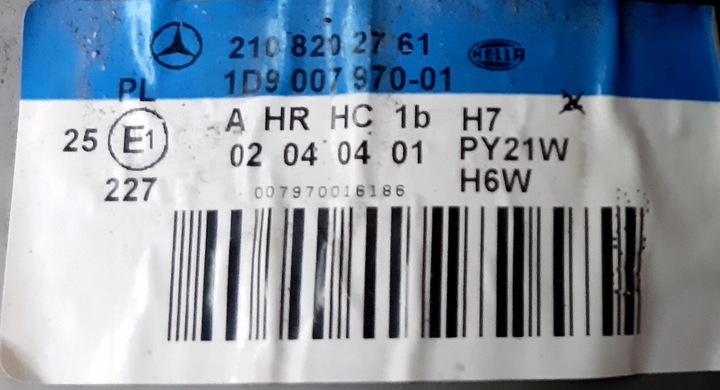 210 820 27 61
HELLA
1D9 007 970-01
PL
A HR HC 1b H7
25 E1
02 04 04 01 PY21W
227 H6W
007970016186